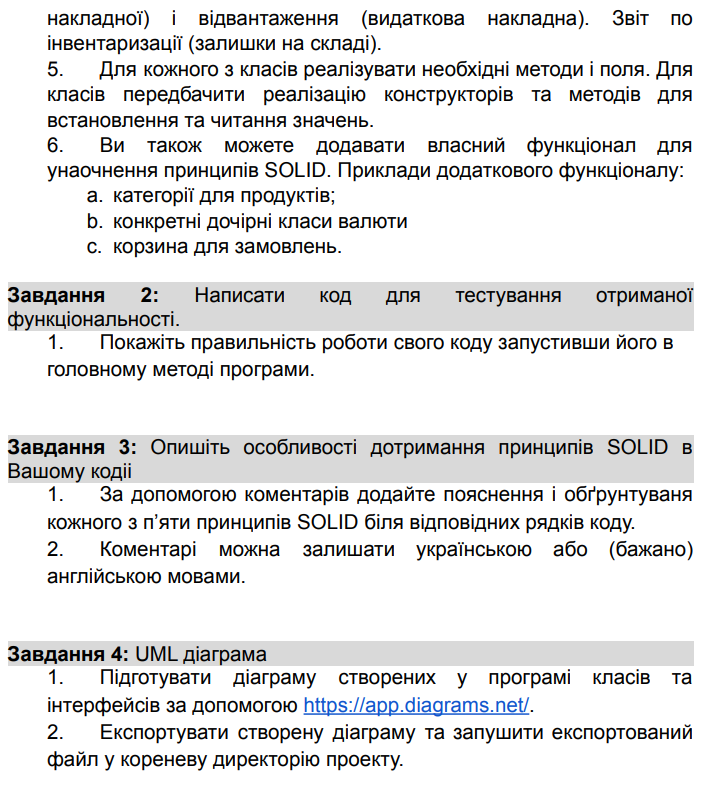 накладної) і відвантаження (видаткова накладна). Звіт по
інвентаризації (залишки на складі).
5. Для кожного з класів реалізувати необхідні методи і поля. Для
класів передбачити реалізацію конструкторів та методів для
встановлення та читання значень.
6. Ви також можете додавати власний функціонал для
унаочнення принципів SOLID. Приклади додаткового функціоналу:
a. категорії для продуктів;
b. конкретні дочірні класи валюти
c. корзина для замовлень.
Завдання 2: Написати код для тестування отриманої
функціональності.
1. Покажіть правильність роботи свого коду запустивши його в
головному методі програми.
Завдання 3: Опишіть особливості дотримання принципів SOLID в
Вашому кодіі
1. За допомогою коментарів додайте пояснення і обґрунтуваня
кожного з п’яти принципів SOLID біля відповідних рядків коду.
2. Коментарі можна залишати українською або (бажано)
англійською мовами.
Завдання 4: UML діаграма
1. Підготувати діаграму створених у програмі класів та
інтерфейсів за допомогою https://app.diagrams.net/.
2. Експортувати створену діаграму та запушити експортований
файл у кореневу директорію проекту.